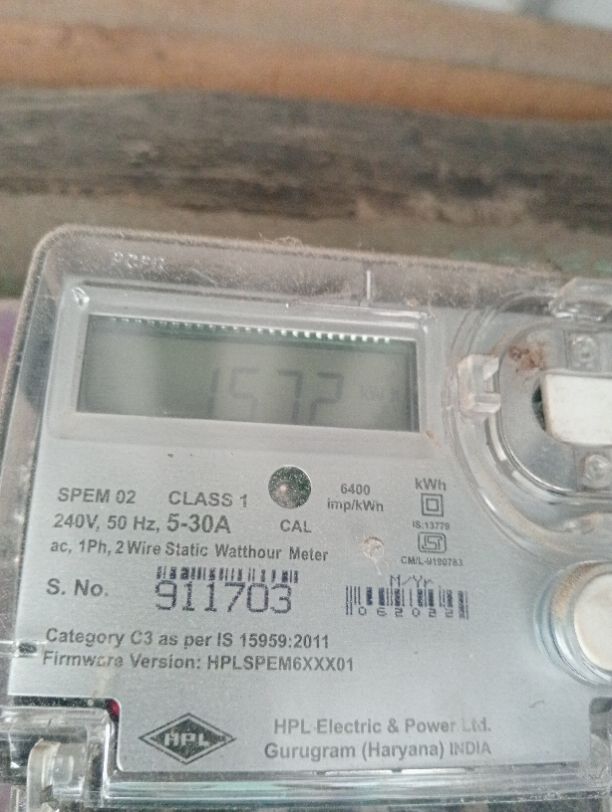 1572
SPEM 02 CLASS 1
240V, 50 Hz, 5-30A
CAL
6400
imp/kWh
kWh
IS:13779
CM/L-9190783
ac, 1Ph, 2 Wire Static Watthour Meter
S. No. 911703
M/Yr
062022
Category C3 as per IS 15959:2011
Firmware Version: HPLSPEM6XXX01
HPL
HPL Electric & Power Ltd.
Gurugram (Haryana) INDIA